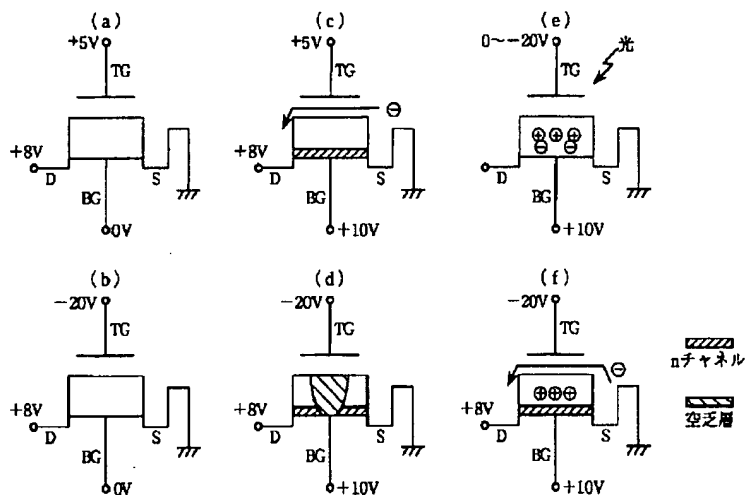 (a)
+5V
TG
+8V
D
S
BG
0V
(c)
+5V
TG
⊖
+8V
D
S
BG
+10V
(e)
0~-20V
光
TG
⊕ ⊕ ⊕
⊖ ⊖
D
S
BG
+10V
(b)
-20V
TG
+8V
D
S
BG
0V
(d)
-20V
TG
+8V
D
S
BG
+10V
(f)
-20V
TG
⊖
⊕⊕⊕
+8V
D
S
BG
+10V
nチャネル
空乏層